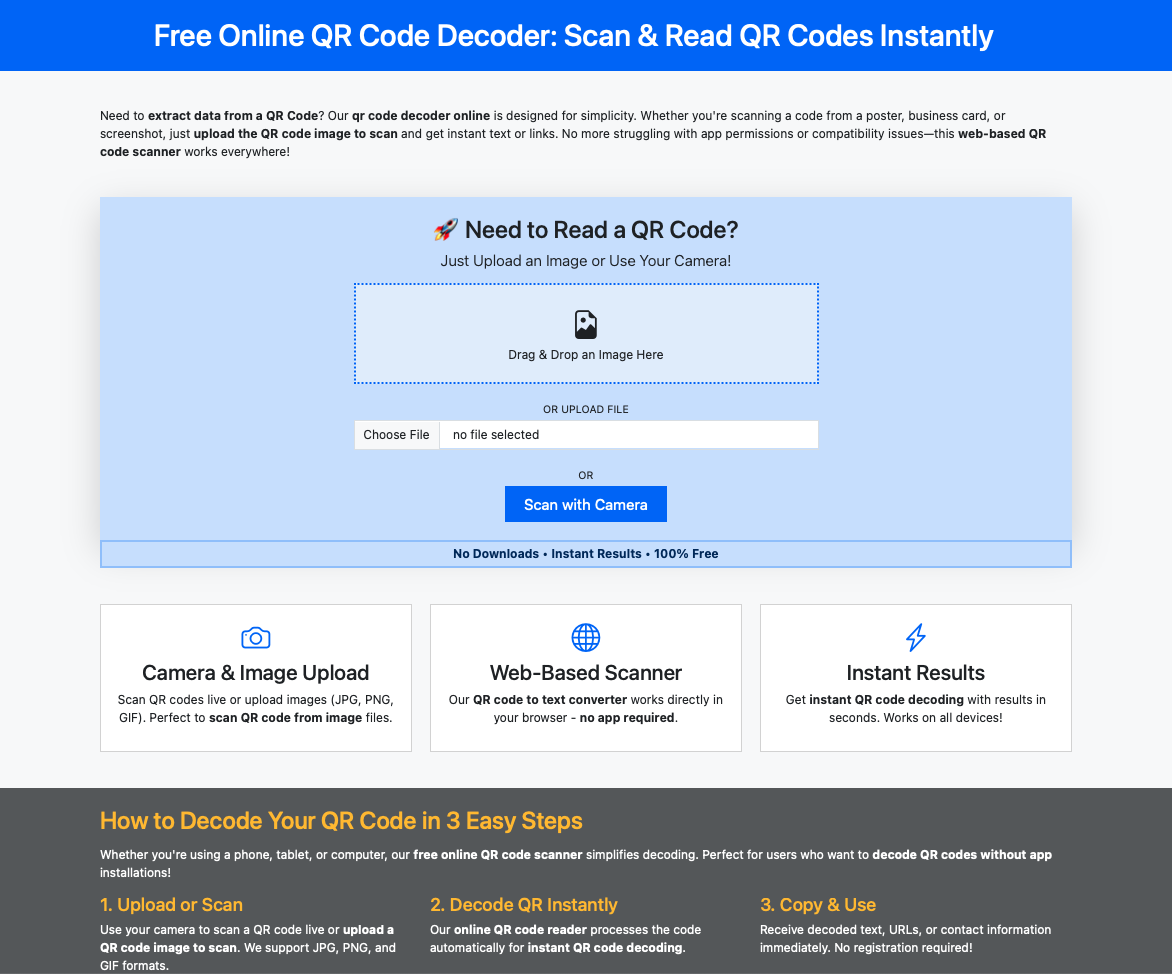 Free Online QR Code Decoder: Scan & Read QR Codes Instantly
Need to extract data from a QR Code? Our qr code decoder online is designed for simplicity. Whether you're scanning a code from a poster, business card, or
screenshot, just upload the QR code image to scan and get instant text or links. No more struggling with app permissions or compatibility issues—this web-based QR
code scanner works everywhere!
🚀 Need to Read a QR Code?
Just Upload an Image or Use Your Camera!
Drag & Drop an Image Here
OR UPLOAD FILE
Choose File no file selected
OR
Scan with Camera
No Downloads • Instant Results • 100% Free
Camera & Image Upload
Scan QR codes live or upload images (JPG, PNG,
GIF). Perfect to scan QR code from image files.
Web-Based Scanner
Our QR code to text converter works directly in
your browser - no app required.
Instant Results
Get instant QR code decoding with results in
seconds. Works on all devices!
How to Decode Your QR Code in 3 Easy Steps
Whether you're using a phone, tablet, or computer, our free online QR code scanner simplifies decoding. Perfect for users who want to decode QR codes without app
installations!
1. Upload or Scan
Use your camera to scan a QR code live or upload a
QR code image to scan. We support JPG, PNG, and
GIF formats.
2. Decode QR Instantly
Our online QR code reader processes the code
automatically for instant QR code decoding.
3. Copy & Use
Receive decoded text, URLs, or contact information
immediately. No registration required!